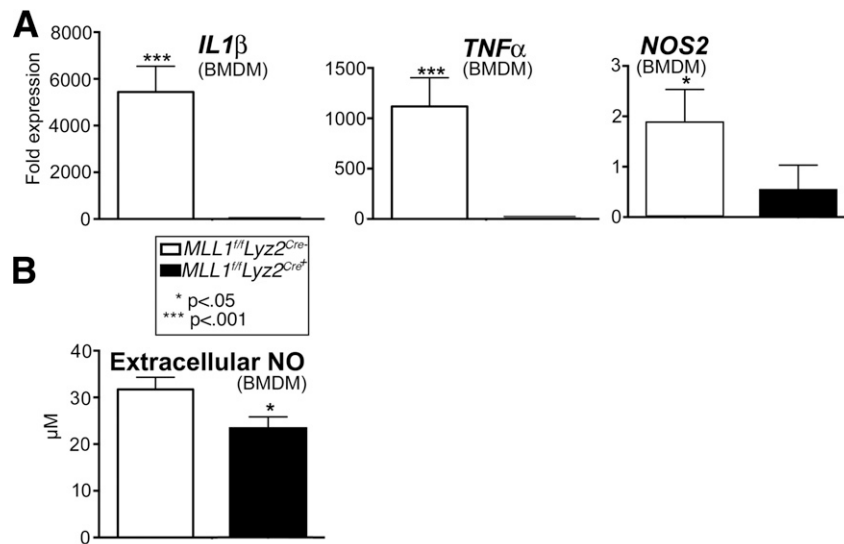 A
IL1β
(BMDM)
***
Fold expression
8000
6000
4000
2000
0
TNFα
(BMDM)
***
1500
1000
500
0
NOS2
(BMDM)
*
3
2
1
0
MLL1f/fLyz2Cre-
MLL1f/fLyz2Cre+
* p<.05
*** p<.001
B
Extracellular NO
(BMDM)
*
µM
40
30
20
10
0